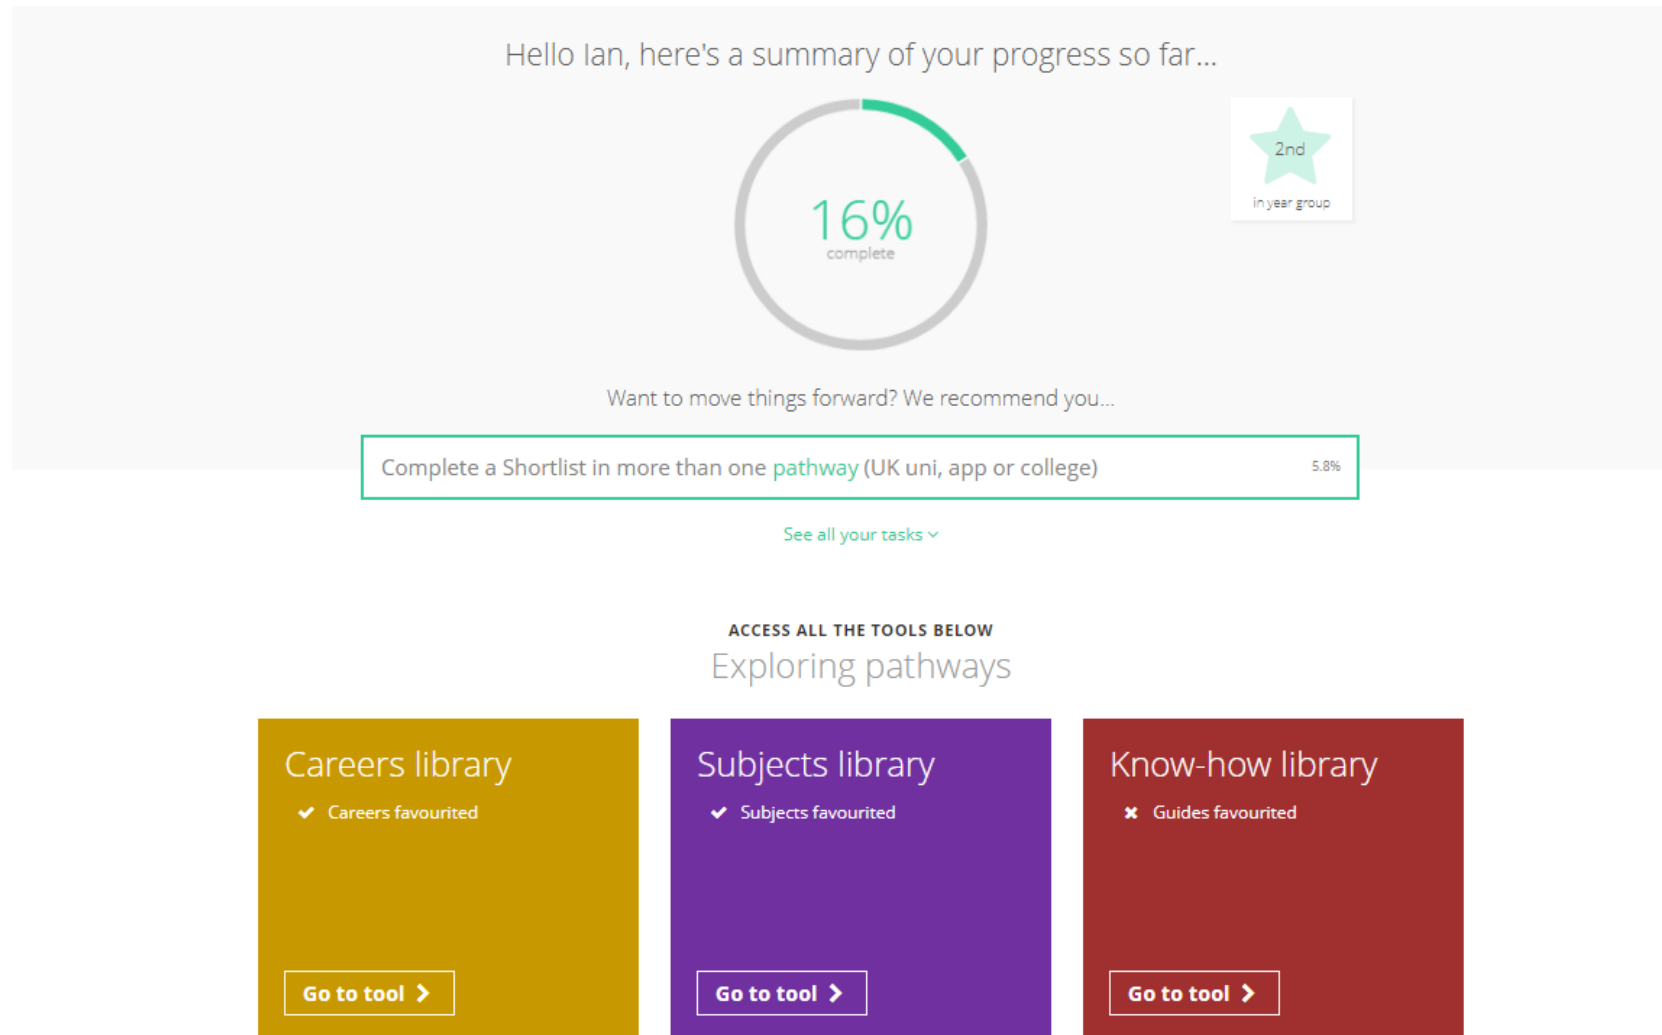 Hello Ian, here's a summary of your progress so far...
2nd
in year group
16%
complete
Want to move things forward? We recommend you...
Complete a Shortlist in more than one pathway (UK uni, app or college)
5.8%
See all your tasks
ACCESS ALL THE TOOLS BELOW
Exploring pathways
Careers library
Careers favourited
Go to tool
Subjects library
Subjects favourited
Go to tool
Know-how library
Guides favourited
Go to tool